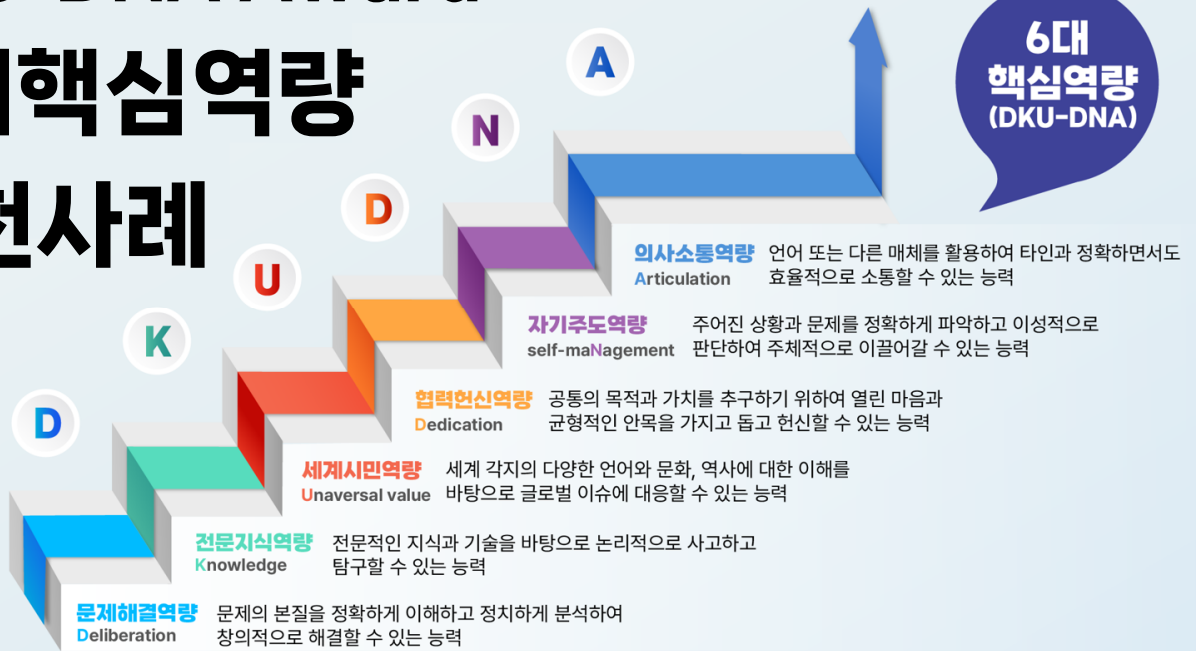 핵심역량
사례
6대
핵심역량
(DKU-DNA)
A
N
D
U
K
D
의사소통역량 언어 또는 다른 매체를 활용하여 타인과 정확하면서도
Articulation 효율적으로 소통할 수 있는 능력
자기주도역량 주어진 상황과 문제를 정확하게 파악하고 이성적으로
self-maNagement 판단하여 주체적으로 이끌어갈 수 있는 능력
협력헌신역량 공통의 목적과 가치를 추구하기 위하여 열린 마음과
Dedication 균형적인 안목을 가지고 돕고 헌신할 수 있는 능력
세계시민역량 세계 각지의 다양한 언어와 문화, 역사에 대한 이해를
Unaversal value 바탕으로 글로벌 이슈에 대응할 수 있는 능력
전문지식역량 전문적인 지식과 기술을 바탕으로 논리적으로 사고하고
Knowledge 탐구할 수 있는 능력
문제해결역량 문제의 본질을 정확하게 이해하고 정치하게 분석하여
Deliberation 창의적으로 해결할 수 있는 능력